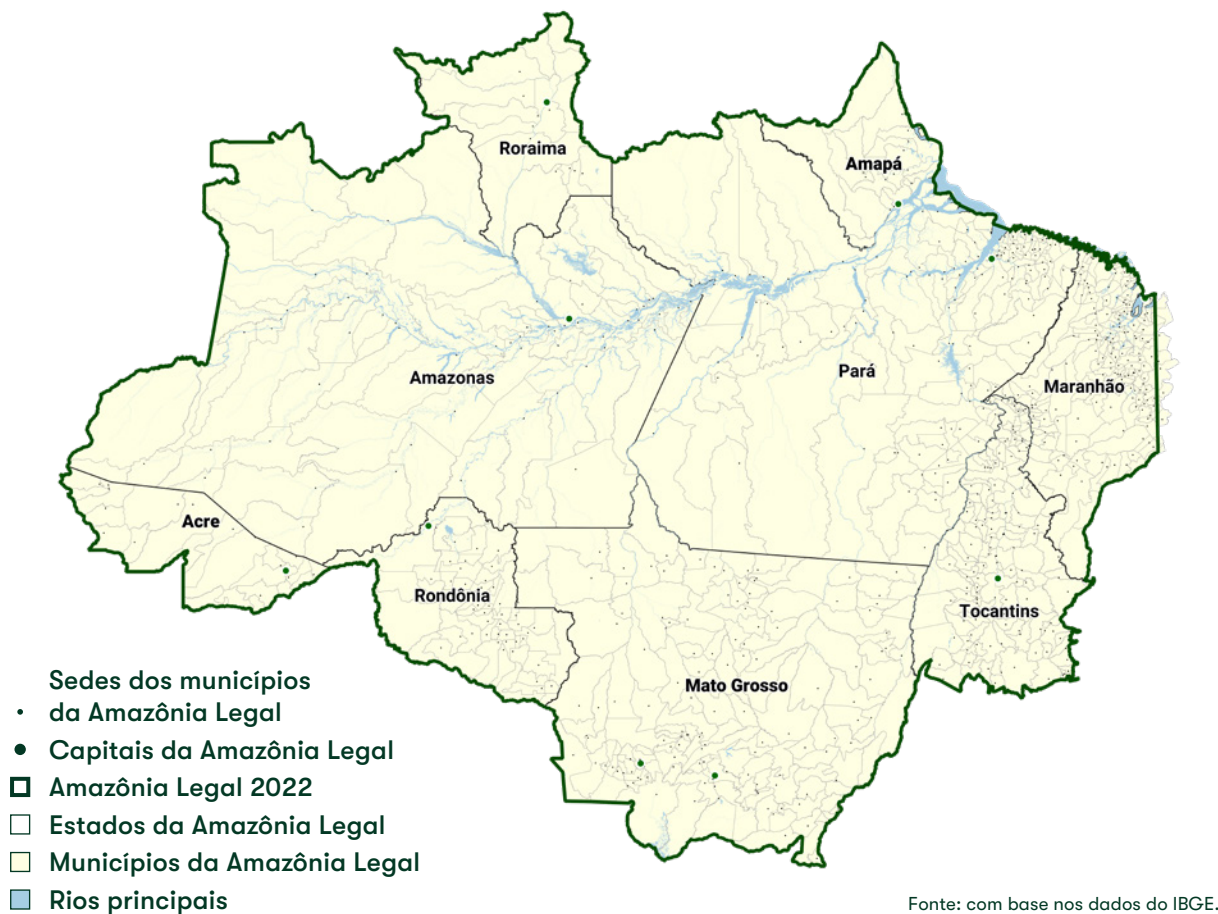 Roraima
Amapá
Amazonas
Pará
Maranhão
Acre
Rondônia
Tocantins
Mato Grosso
Sedes dos municípios
da Amazônia Legal
Capitais da Amazônia Legal
Amazônia Legal 2022
Estados da Amazônia Legal
Municípios da Amazônia Legal
Rios principais
Fonte: com base nos dados do IBGE.